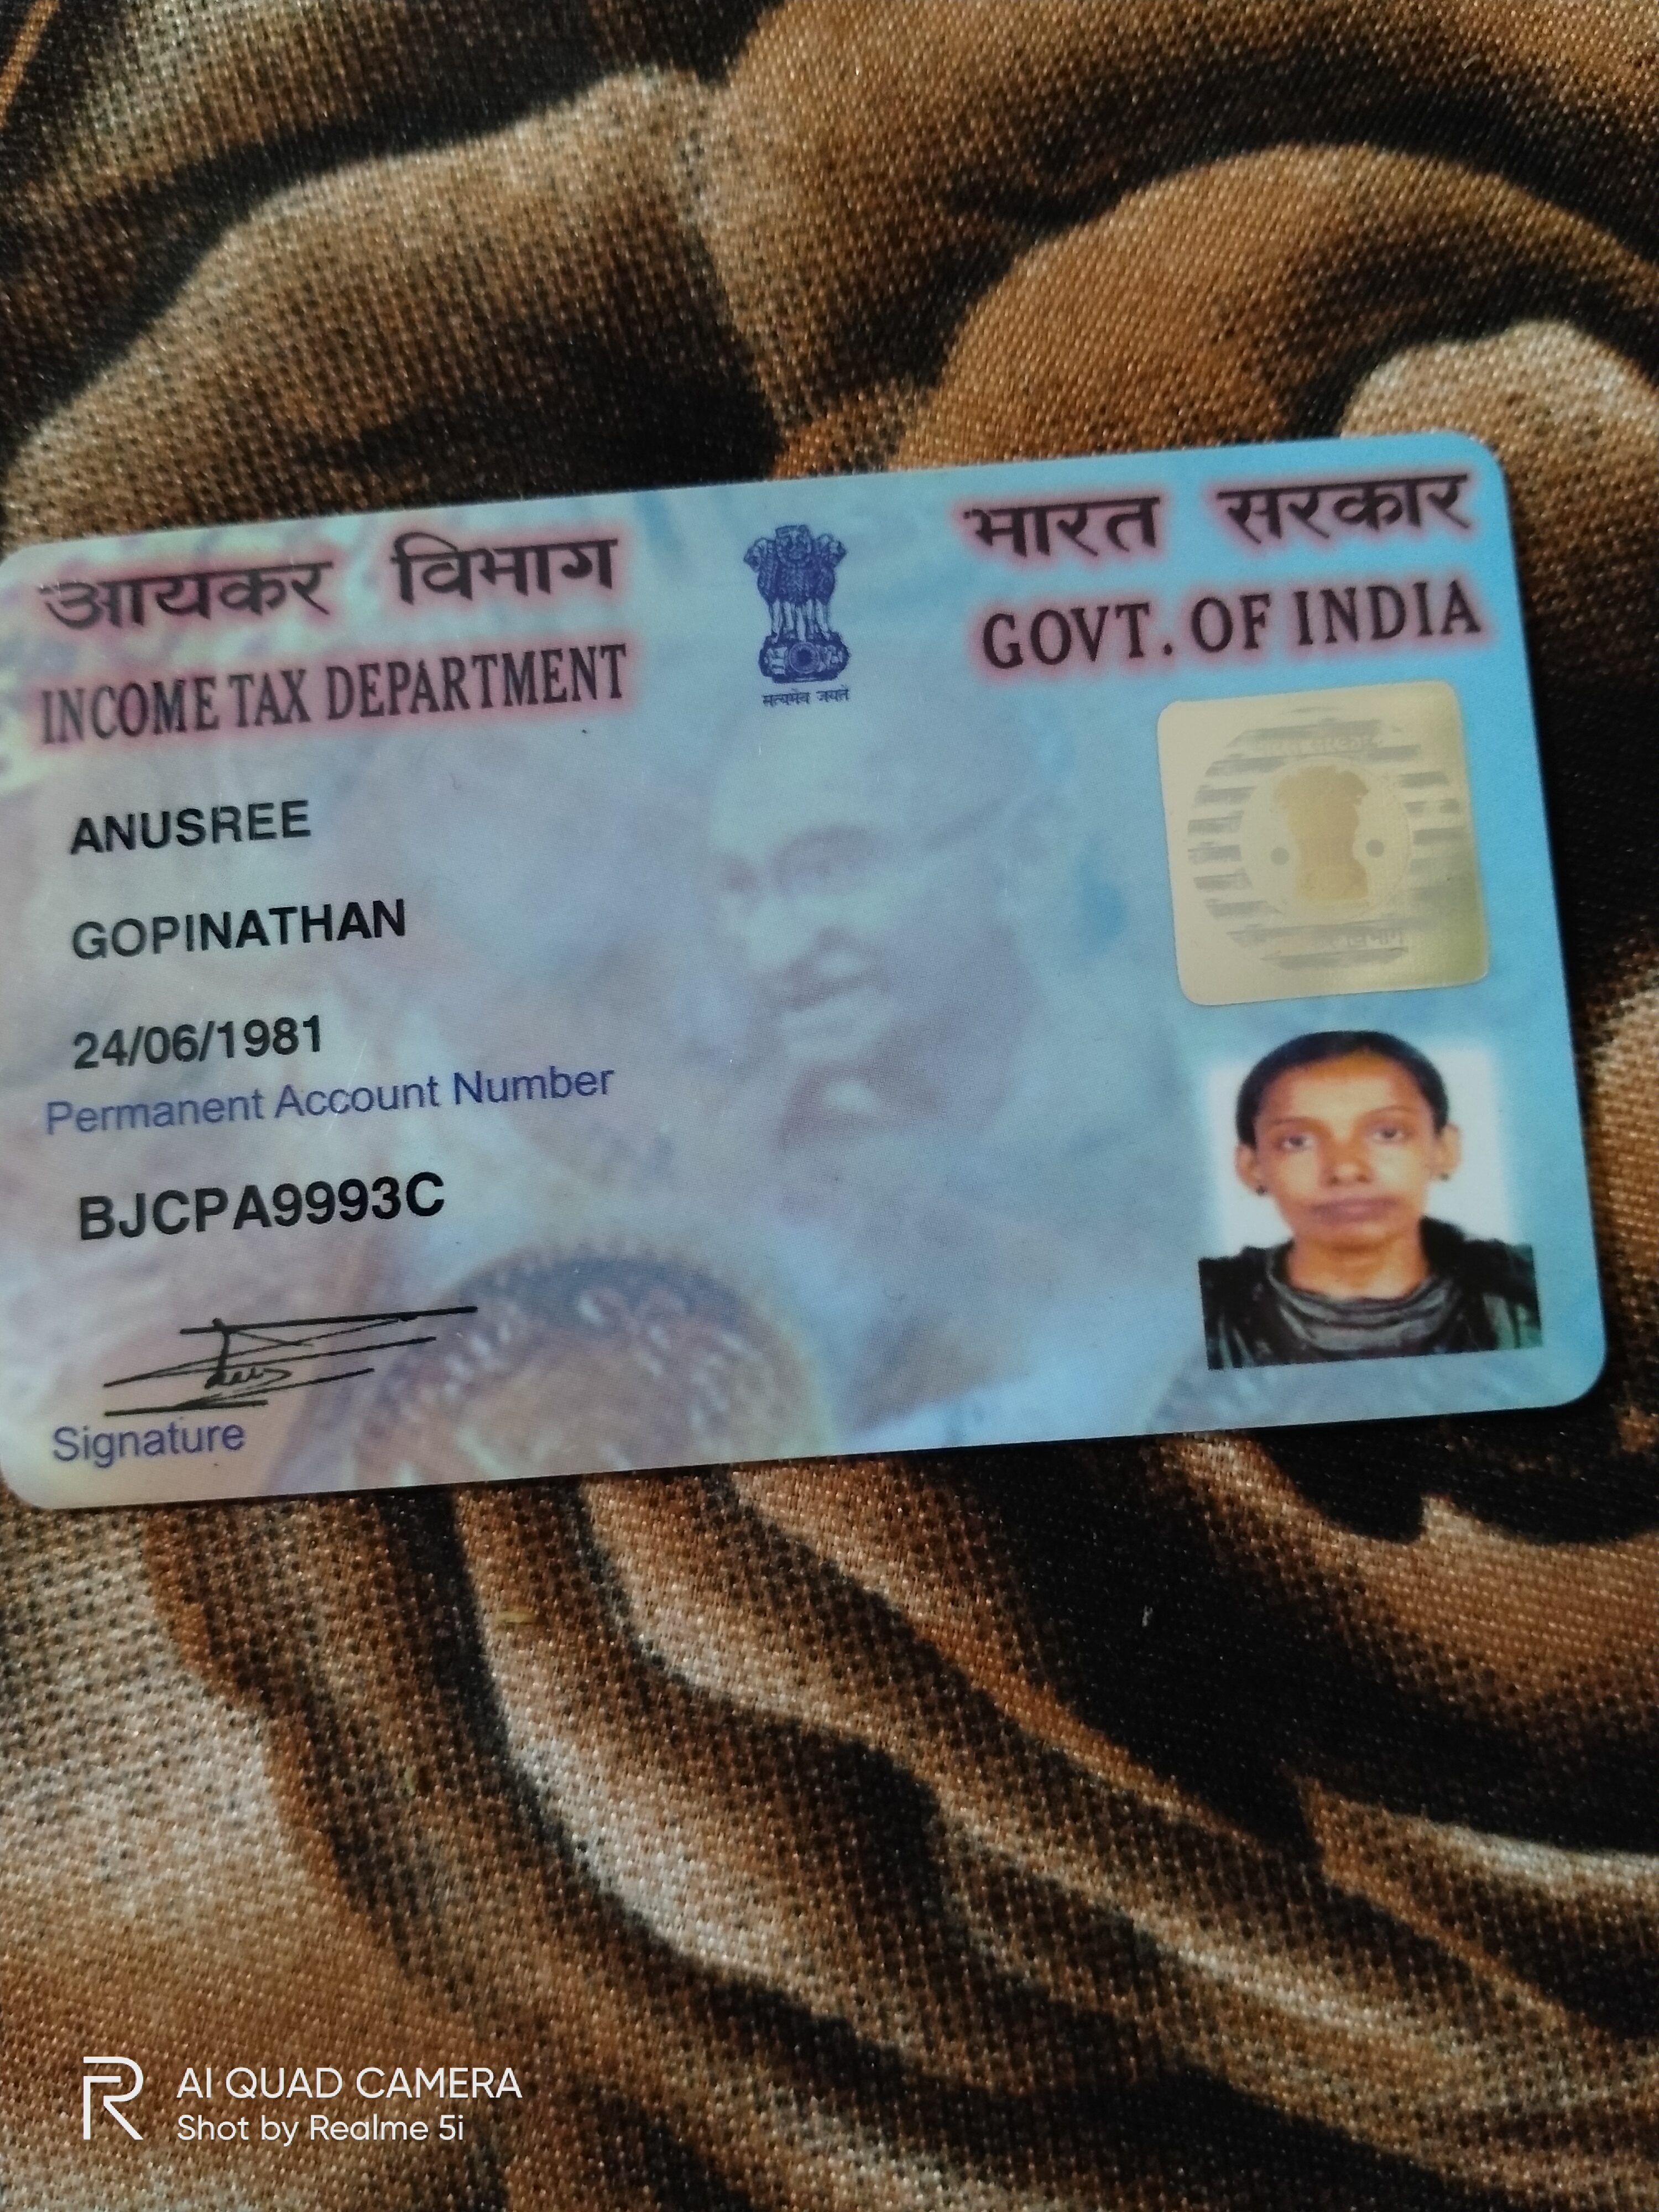 आयकर विभाग
INCOME TAX DEPARTMENT
सत्यमेव जयते
भारत सरकार
GOVT. OF INDIA
ANUSREE
GOPINATHAN
24/06/1981
Permanent Account Number
BJCPA9993C
Signature
AI QUAD CAMERA
Shot by Realme 5i